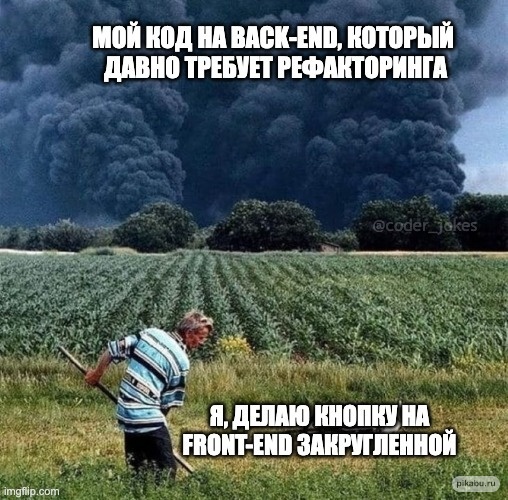 МОЙ КОД НА BACK-END, КОТОРЫЙ
ДАВНО ТРЕБУЕТ РЕФАКТОРИНГА
@coder_jokes
Я, ДЕЛАЮ КНОПКУ НА
FRONT-END ЗАКРУГЛЕННОЙ
pikabu.ru
imgflip.com